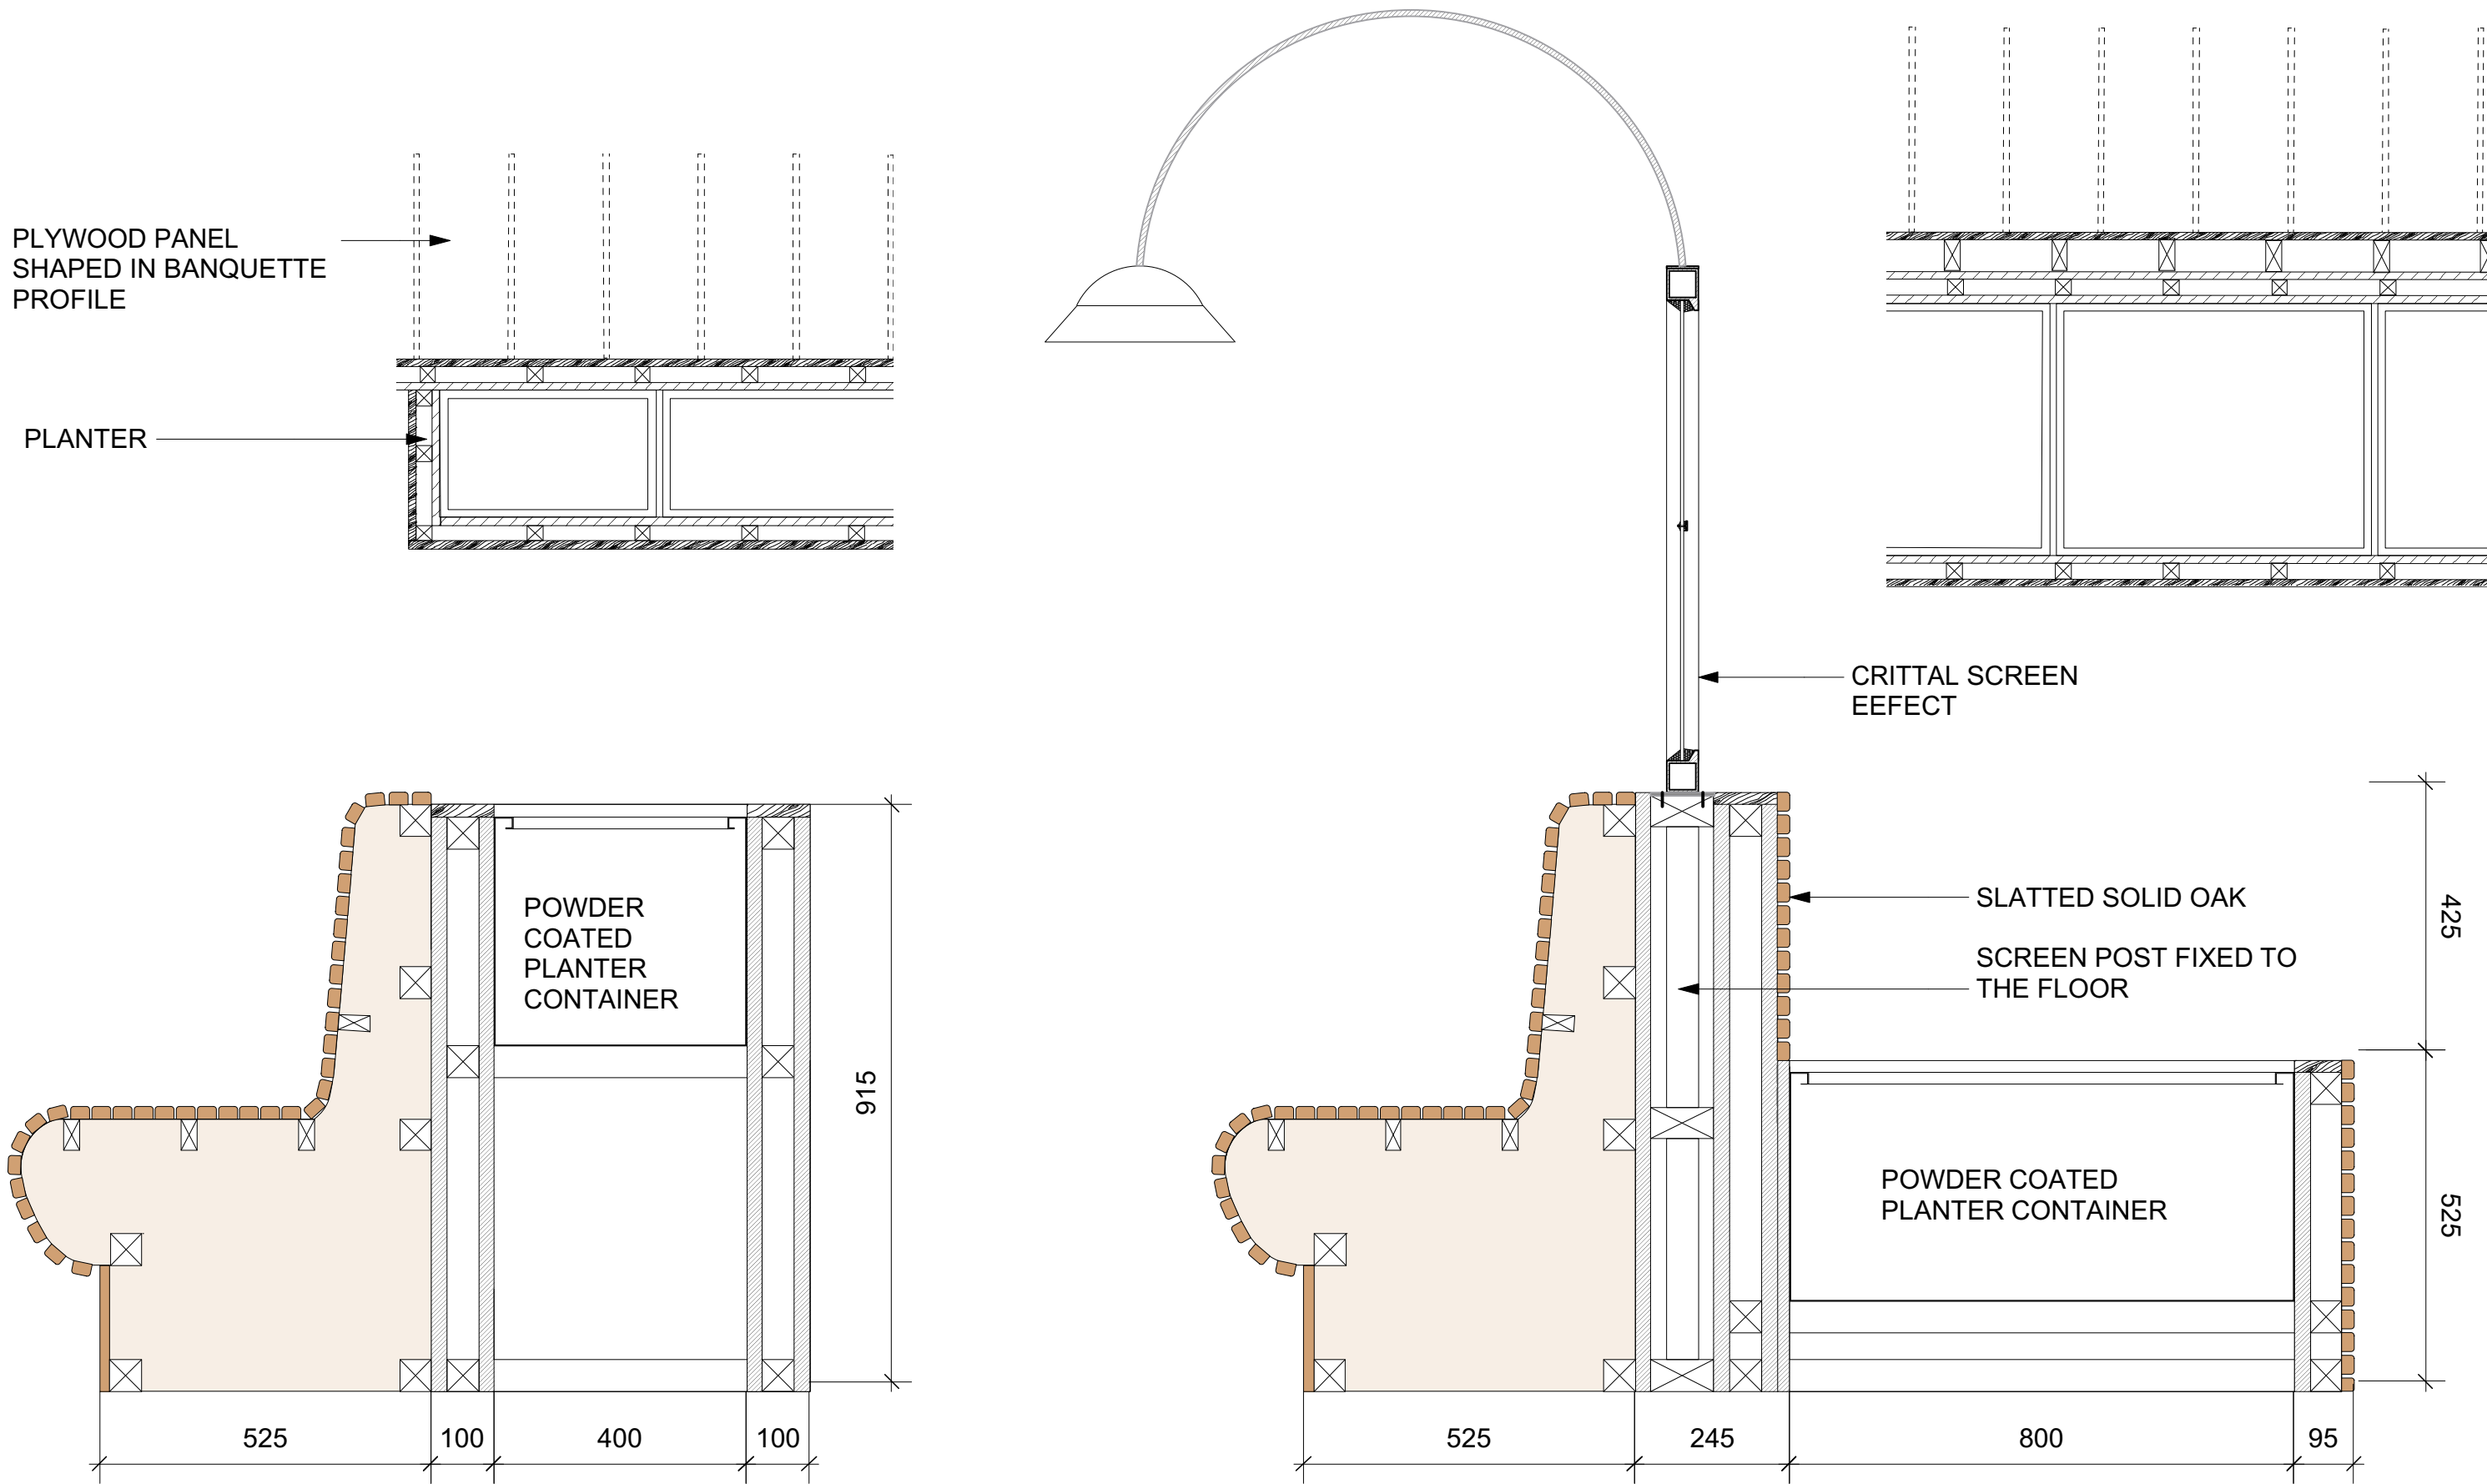 PLYWOOD PANEL
SHAPED IN BANQUETTE
PROFILE
PLANTER
CRITTAL SCREEN
EEFECT
SLATTED SOLID OAK
SCREEN POST FIXED TO
THE FLOOR
POWDER
COATED
PLANTER
CONTAINER
POWDER COATED
PLANTER CONTAINER
915
425
525
525
100
400
100
525
245
800
95